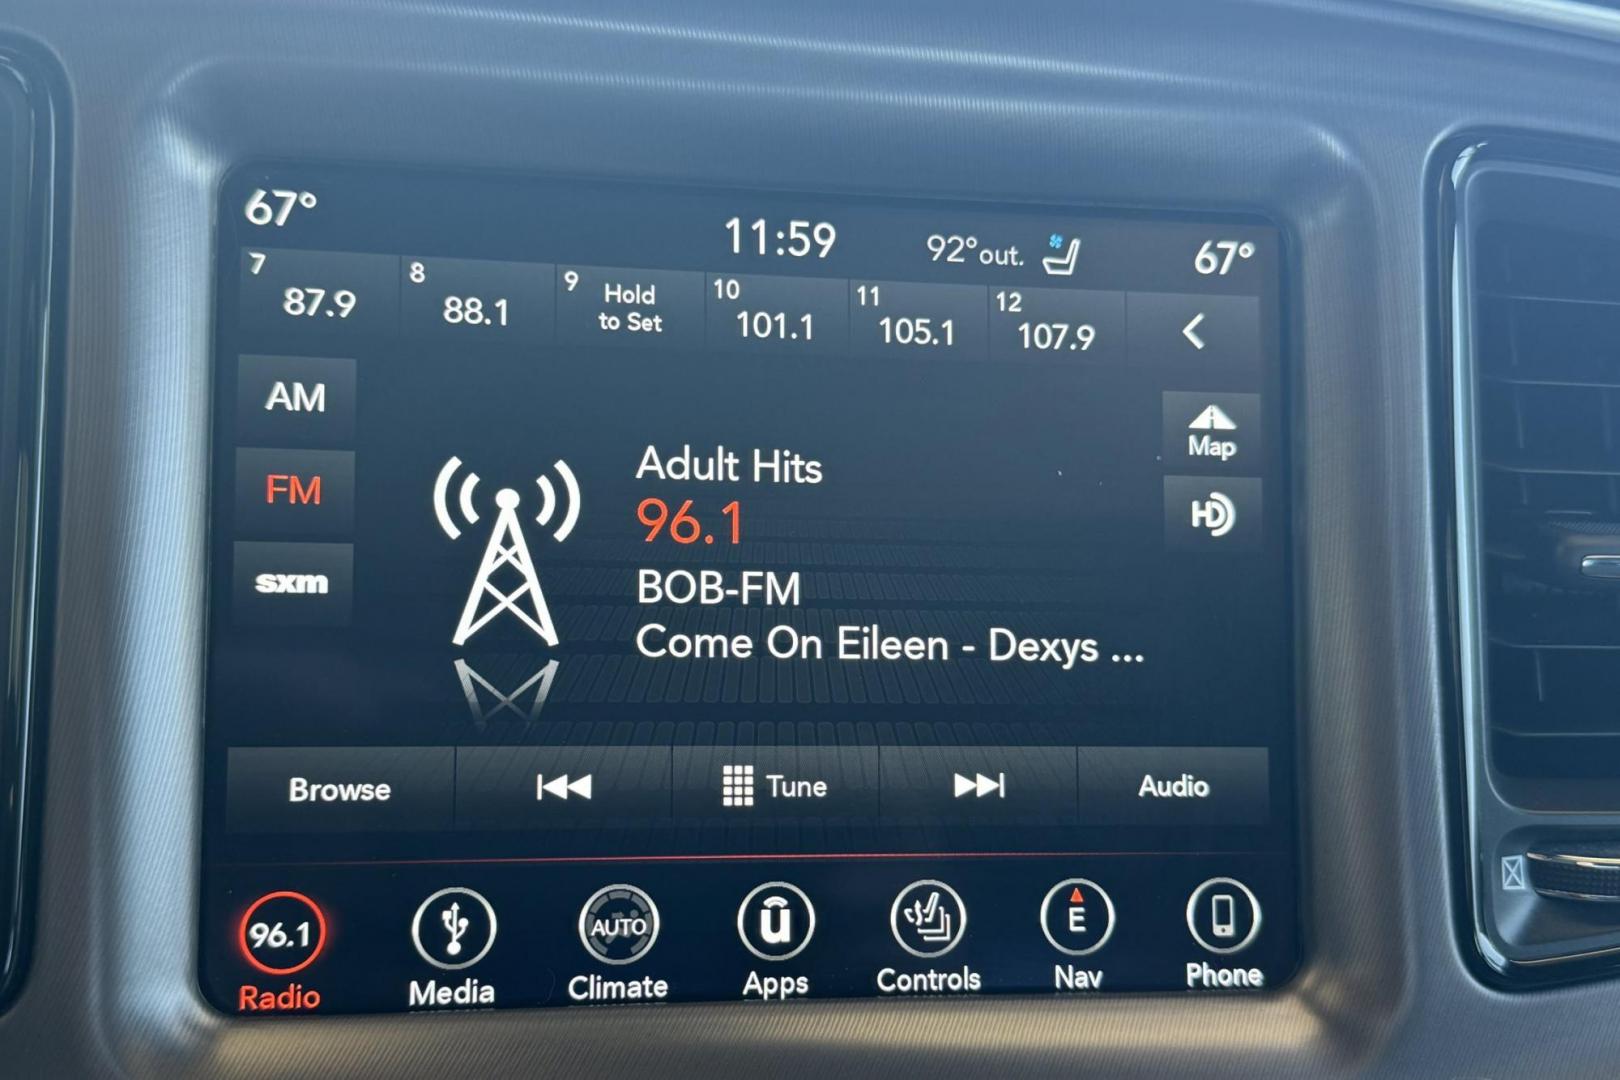 67° 11:59 92°out. 67°
7 87.9 8 88.1 9 Hold to Set 10 101.1 11 105.1 12 107.9
AM
Map
FM
HD
sxm
Adult Hits
96.1
BOB-FM
Come On Eileen - Dexys ...
Browse Tune Audio
96.1 AUTO u E
Radio Media Climate Apps Controls Nav Phone